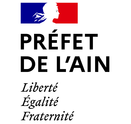 PRÉFET
DE L'AIN
Liberté
Égalité
Fraternité